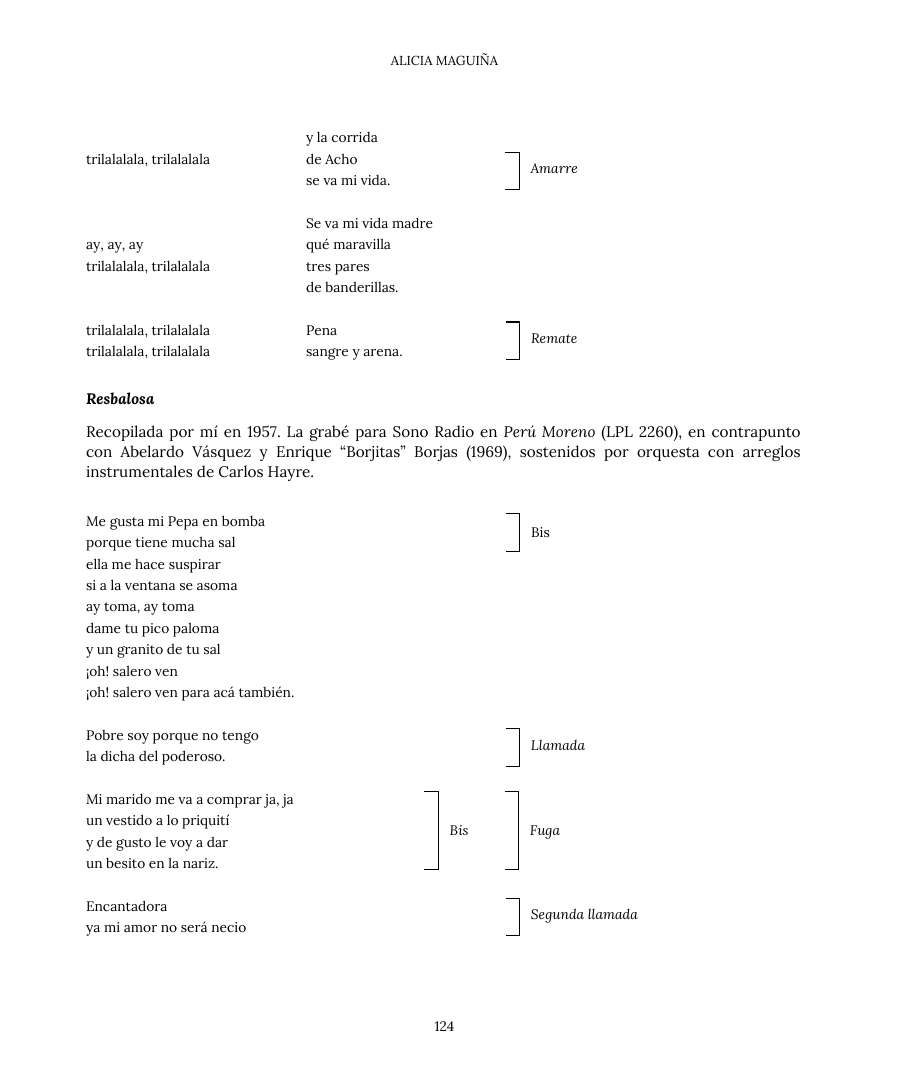 ALICIA MAGUIÑA
y la corrida
trilalalala, trilalalala de Acho
Amarre
se va mi vida.
Se va mi vida madre
ay, ay, ay qué maravilla
trilalalala, trilalalala tres pares
de banderillas.
trilalalala, trilalalala Pena
Remate
trilalalala, trilalalala sangre y arena.
Resbalosa
Recopilada por mí en 1957. La grabé para Sono Radio en Perú Moreno (LPL 2260), en contrapunto
con Abelardo Vásquez y Enrique “Borjitas” Borjas (1969), sostenidos por orquesta con arreglos
instrumentales de Carlos Hayre.
Me gusta mi Pepa en bomba
Bis
porque tiene mucha sal
ella me hace suspirar
si a la ventana se asoma
ay toma, ay toma
dame tu pico paloma
y un granito de tu sal
¡oh! salero ven
¡oh! salero ven para acá también.
Pobre soy porque no tengo
Llamada
la dicha del poderoso.
Mi marido me va a comprar ja, ja
un vestido a lo priquití
Bis Fuga
y de gusto le voy a dar
un besito en la nariz.
Encantadora
Segunda llamada
ya mi amor no será necio
124